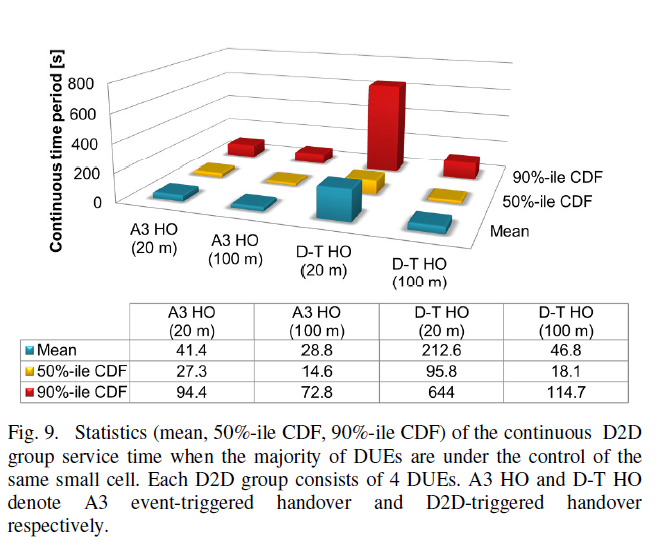 Continuous time period [s]
800
600
400
200
0
A3 HO
(20 m)
A3 HO
(100 m)
D-T HO
(20 m)
D-T HO
(100 m)
90%-ile CDF
50%-ile CDF
Mean
A3 HO A3 HO D-T HO D-T HO
(20 m) (100 m) (20 m) (100 m)
Mean 41.4 28.8 212.6 46.8
50%-ile CDF 27.3 14.6 95.8 18.1
90%-ile CDF 94.4 72.8 644 114.7
Fig. 9. Statistics (mean, 50%-ile CDF, 90%-ile CDF) of the continuous D2D
group service time when the majority of DUEs are under the control of the
same small cell. Each D2D group consists of 4 DUEs. A3 HO and D-T HO
denote A3 event-triggered handover and D2D-triggered handover
respectively.